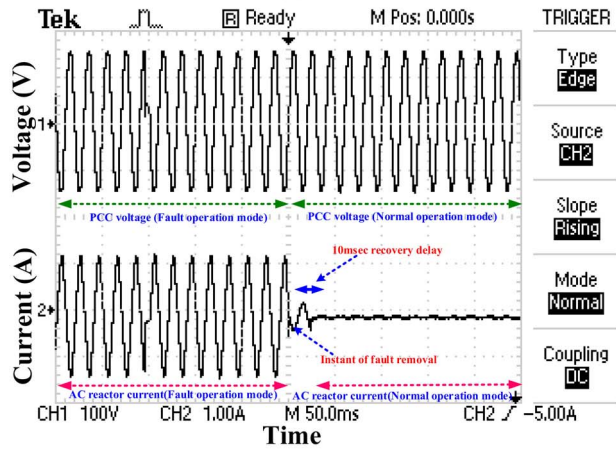 Tek R Ready M Pos: 0.000s TRIGGER
Type
Edge
Source
CH2
Slope
Rising
Mode
Normal
Coupling
DC
Voltage (V)
1
PCC voltage (Fault operation mode) PCC voltage (Normal operation mode)
Current (A)
10msec recovery delay
2
Instant of fault removal
AC reactor current(Fault operation mode) AC reactor current(Normal operation mode)
CH1 100V CH2 1.00A M 50.0ms CH2 -5.00A
Time